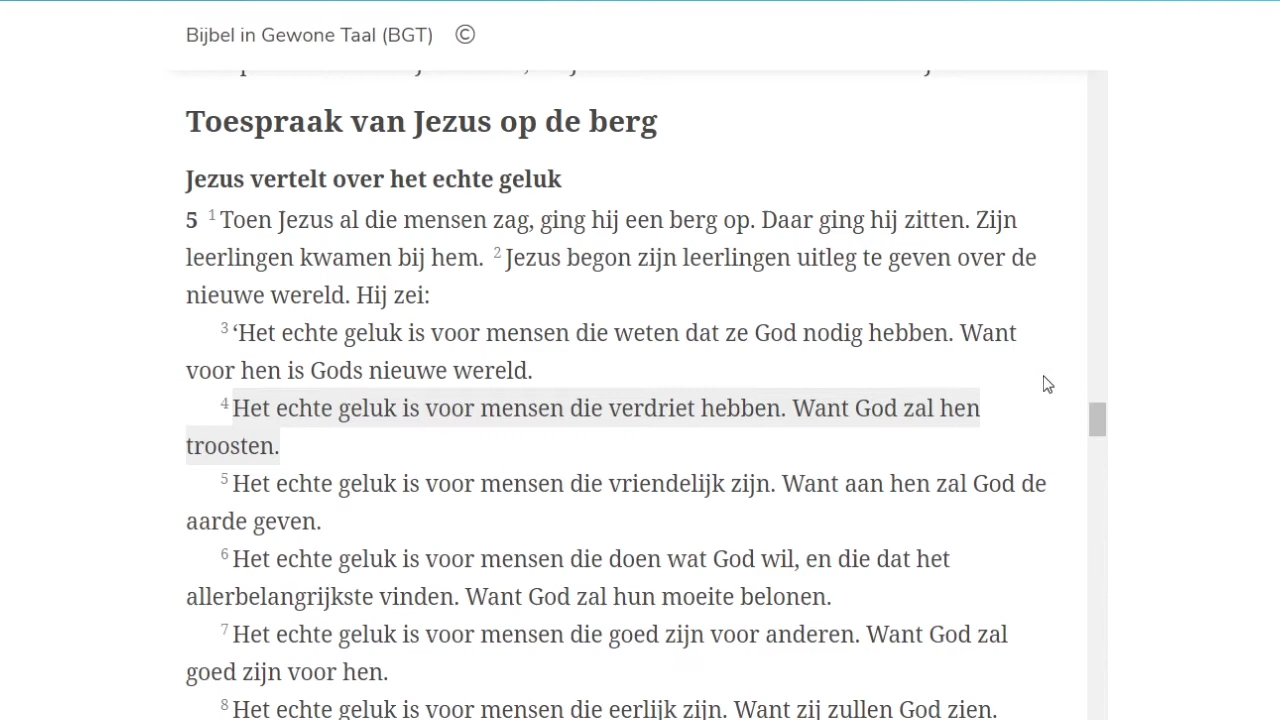 Bijbel in Gewone Taal (BGT) ©
Toespraak van Jezus op de berg
Jezus vertelt over het echte geluk
5 1 Toen Jezus al die mensen zag, ging hij een berg op. Daar ging hij zitten. Zijn
leerlingen kwamen bij hem. 2 Jezus begon zijn leerlingen uitleg te geven over de
nieuwe wereld. Hij zei:
3 ‘Het echte geluk is voor mensen die weten dat ze God nodig hebben. Want
voor hen is Gods nieuwe wereld.
4 Het echte geluk is voor mensen die verdriet hebben. Want God zal hen
troosten.
5 Het echte geluk is voor mensen die vriendelijk zijn. Want aan hen zal God de
aarde geven.
6 Het echte geluk is voor mensen die doen wat God wil, en die dat het
allerbelangrijkste vinden. Want God zal hun moeite belonen.
7 Het echte geluk is voor mensen die goed zijn voor anderen. Want God zal
goed zijn voor hen.
8 Het echte geluk is voor mensen die eerlijk zijn. Want zij zullen God zien.